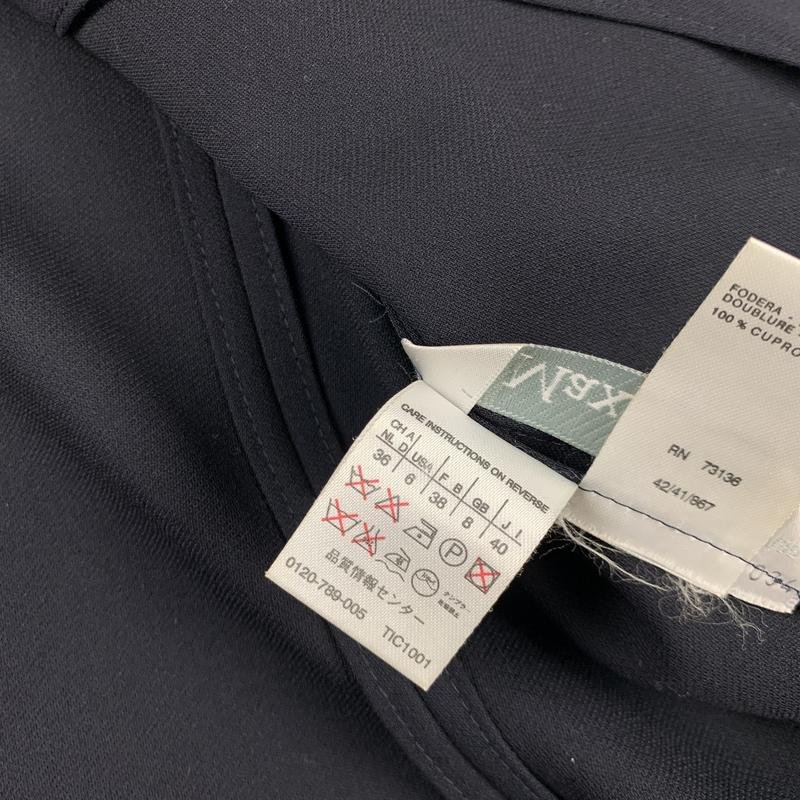 Max
CARE INSTRUCTIONS ON REVERSE
CH A
NL D USA F B GB J I.
36 6 38 8 40
P
品質情報センター
0120-789-005 TIC1001
FODERA -
DOUBLURE
100 % CUPRO
RN 73136
42/41/867